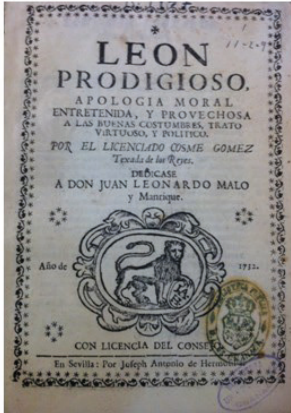 LEON
PRODIGIOSO,
APOLOGIA MORAL
ENTRETENIDA, Y PROVECHOSA
A LAS BUENAS COSTUMBRES, TRATO
VIRTUOSO, Y POLITICO.
POR EL LICENCIADO COSME GOMEZ
Texada de los Reyes.
DEDICASE
A DON JUAN LEONARDO MALO
y Manrique.
Año de 1732.
CON LICENCIA DEL
En Sevilla: Por Joseph Antonio de